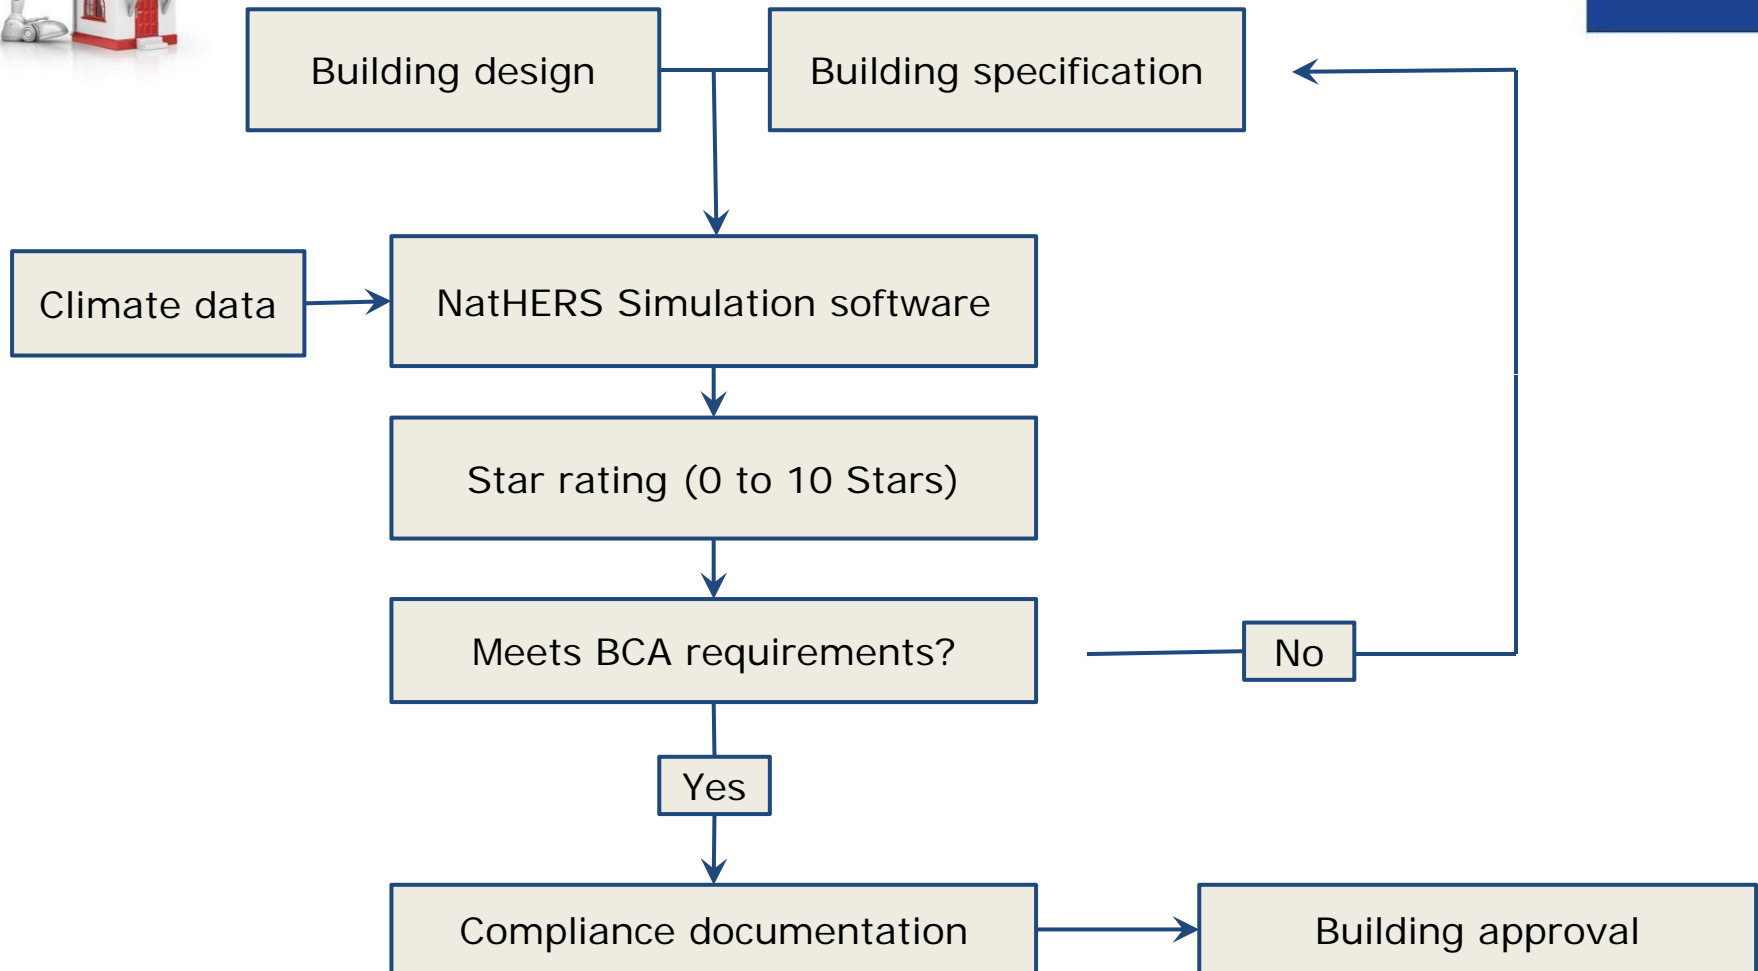 Building design
Building specification
Climate data
NatHERS Simulation software
Star rating (0 to 10 Stars)
Meets BCA requirements?
No
Yes
Compliance documentation
Building approval